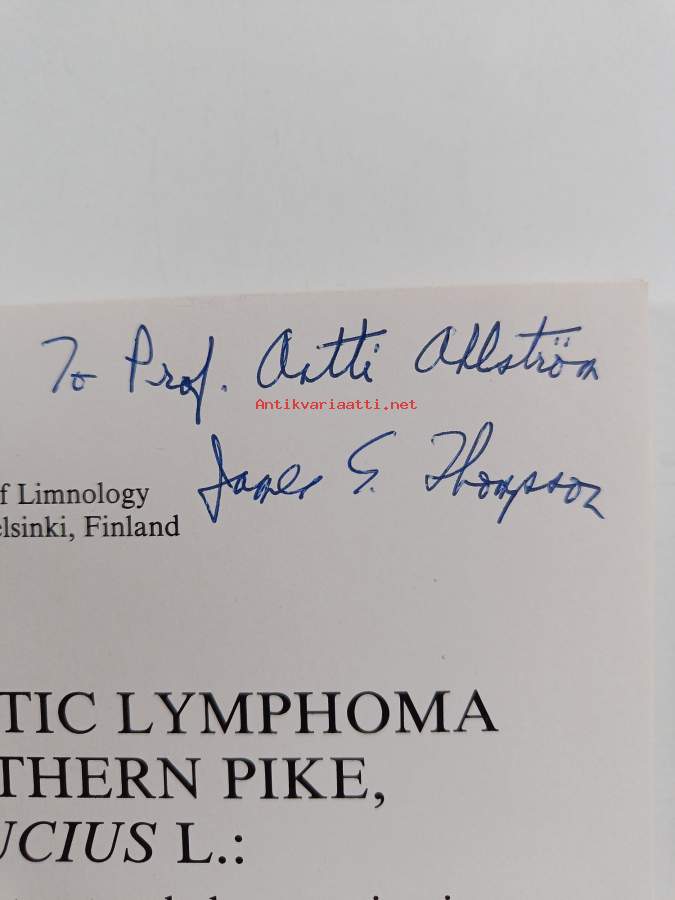 To Prof. Antti Ahlström
Antikvariaatti.net
James S. Thompson
f Limnology
elsinki, Finland
TIC LYMPHOMA
THERN PIKE,
UCIUS L.: